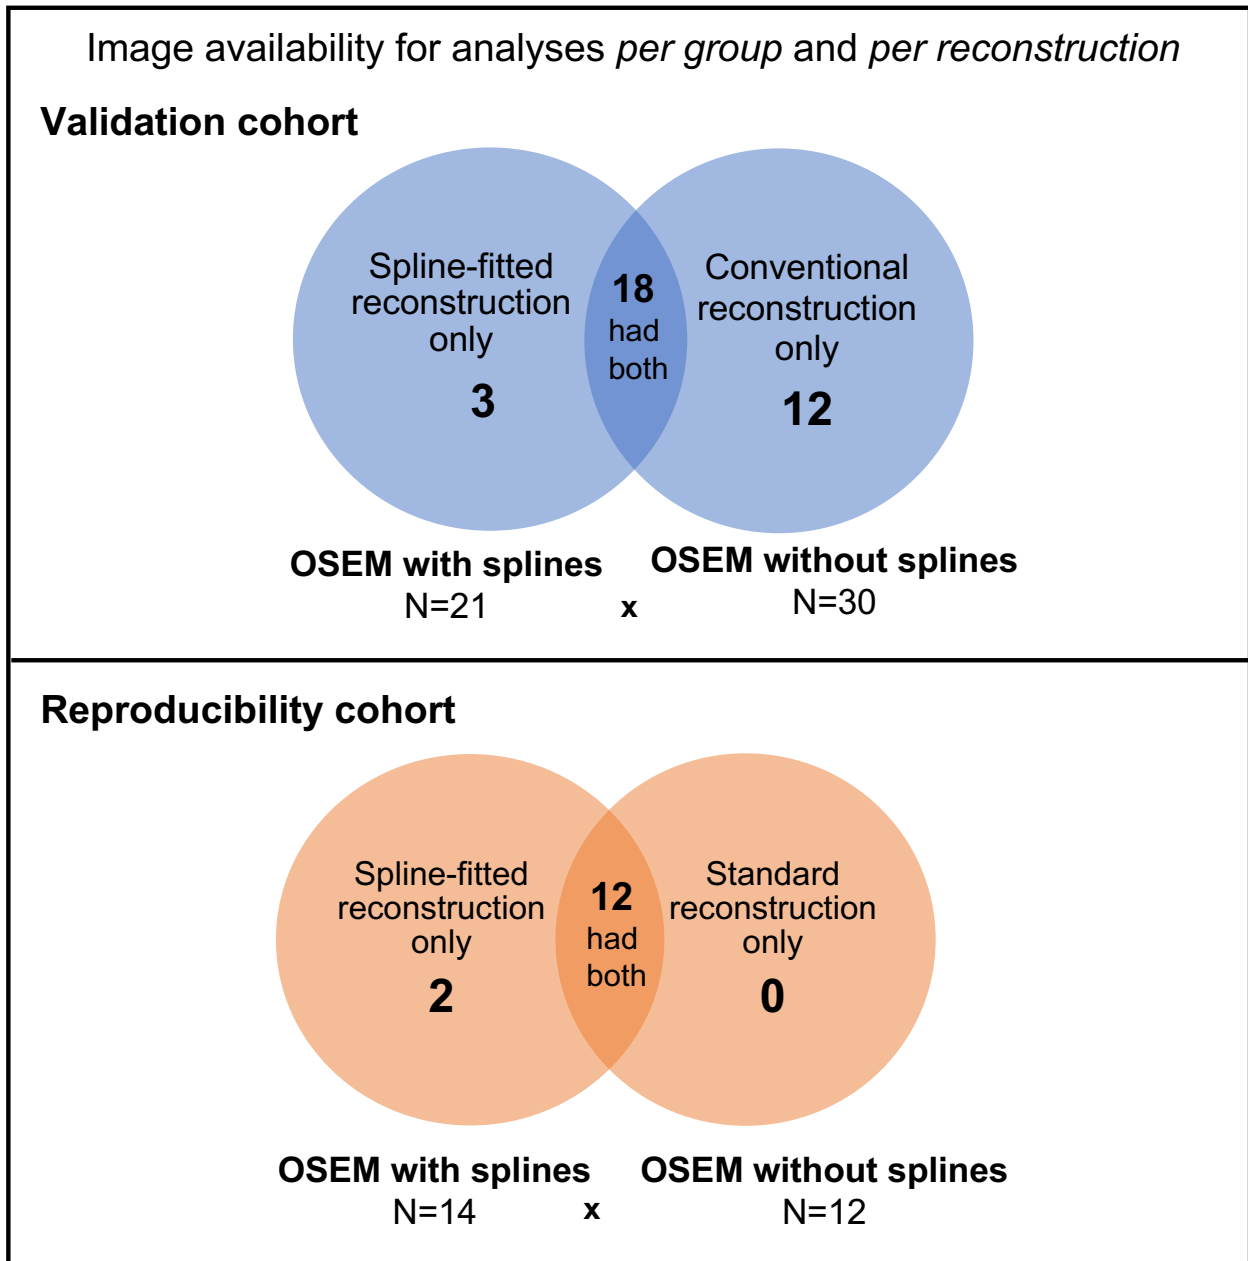 Image availability for analyses per group and per reconstruction
Validation cohort
Spline-fitted
reconstruction
only
3
18
had
both
Conventional
reconstruction
only
12
OSEM with splines
N=21
x
OSEM without splines
N=30
Reproducibility cohort
Spline-fitted
reconstruction
only
2
12
had
both
Standard
reconstruction
only
0
OSEM with splines
N=14
x
OSEM without splines
N=12